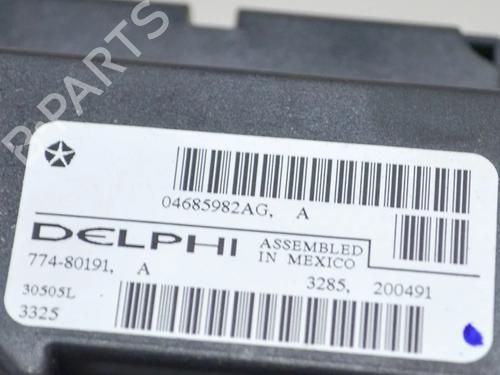 B-PARTS
04685982AG, A
DELPHI ASSEMBLED IN MEXICO
774-80191, A
3285, 200491
30505L
3325